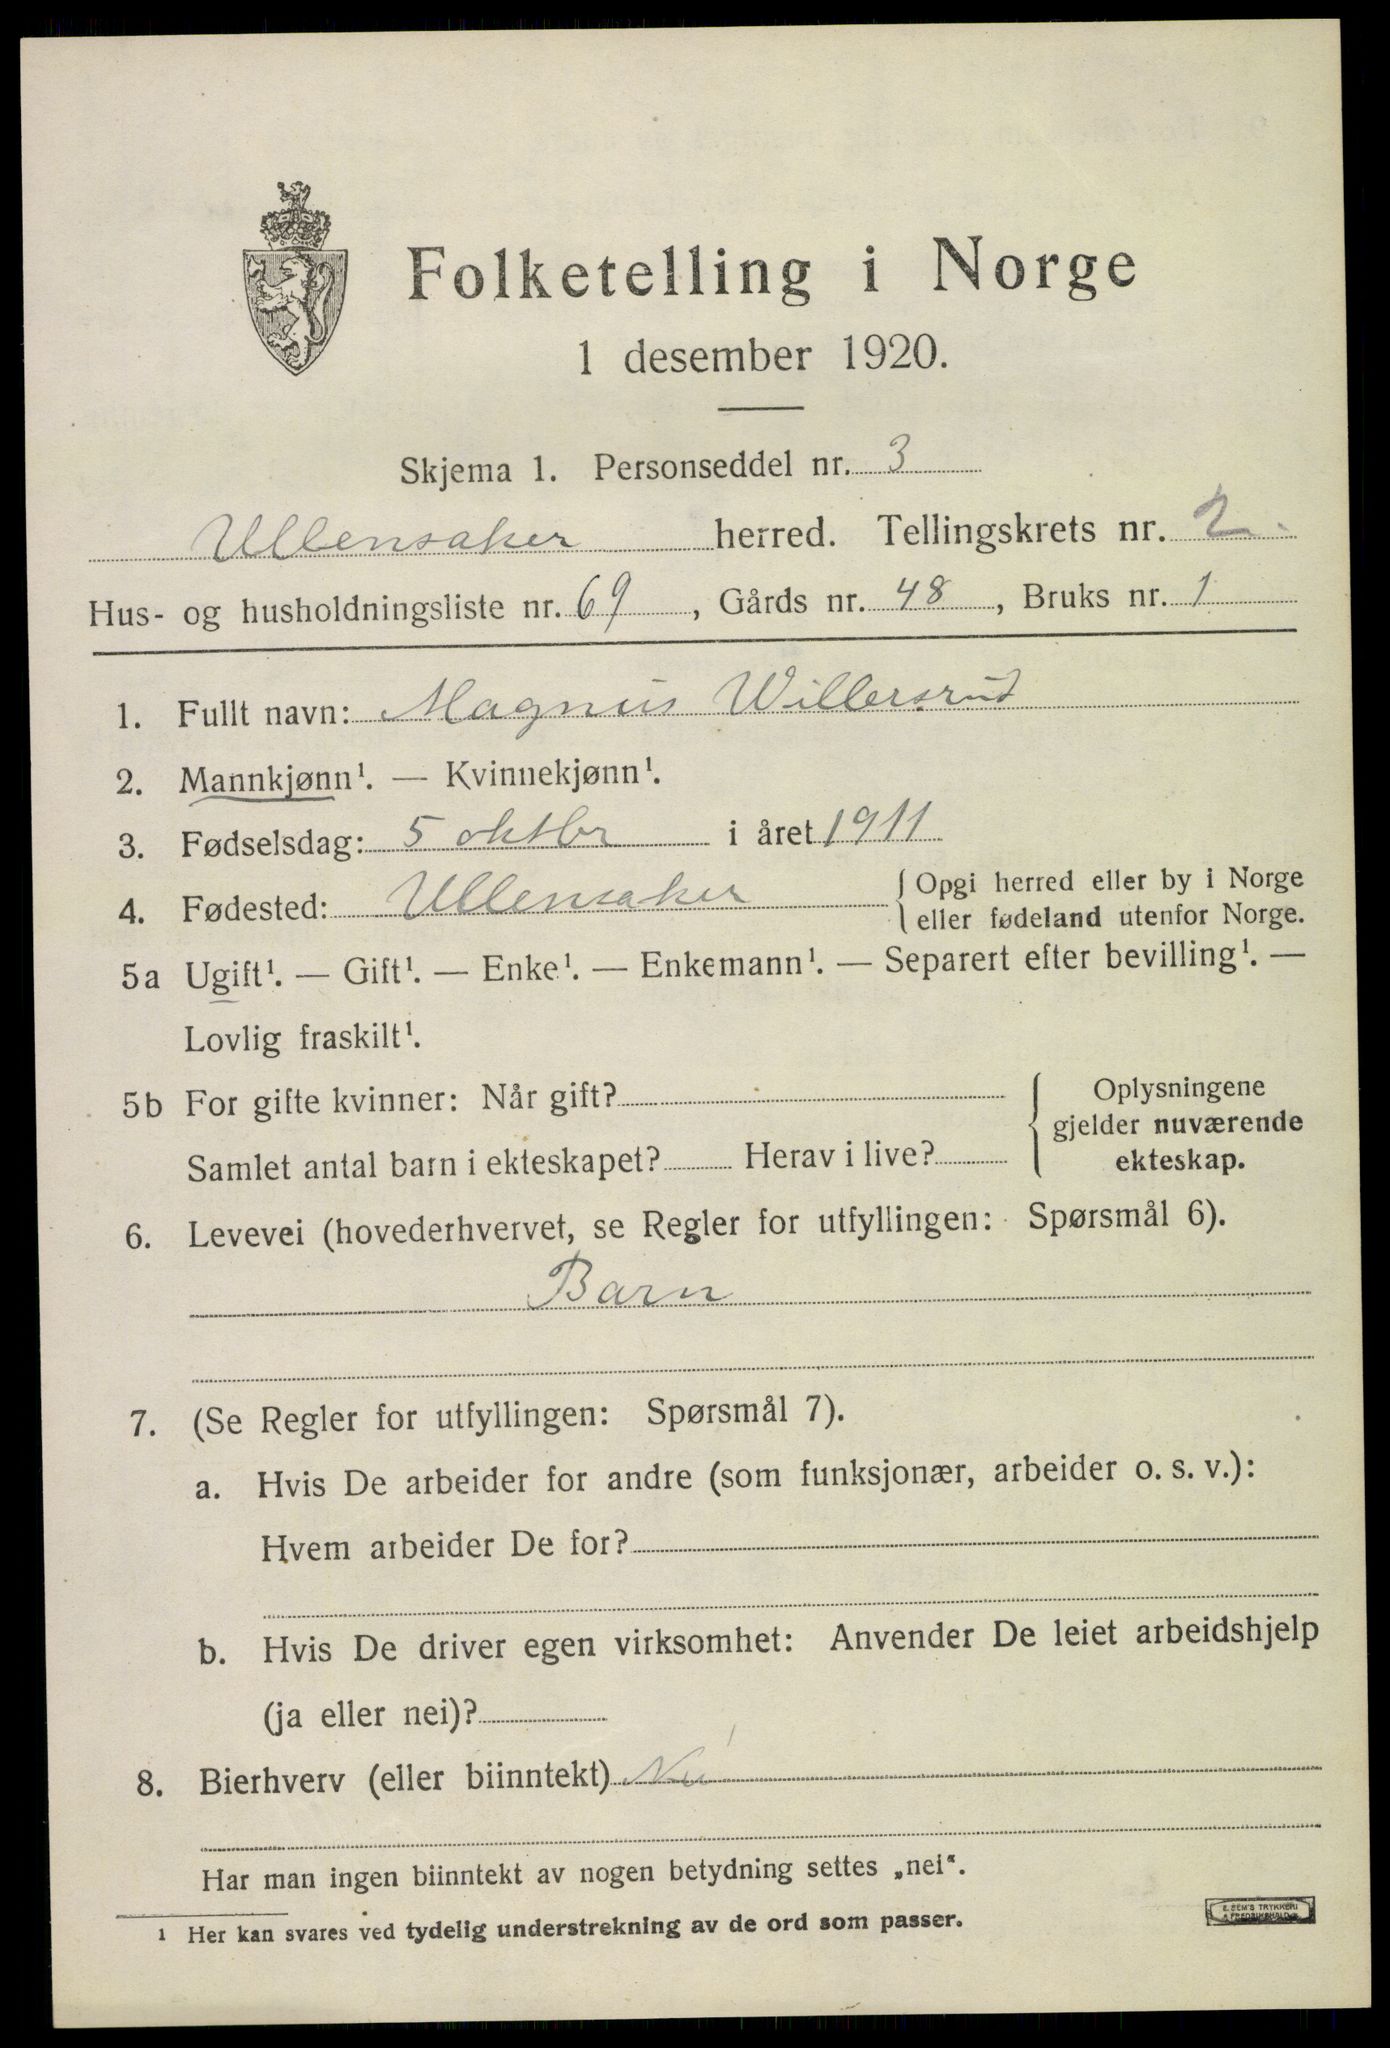 Folketelling i Norge
1 desember 1920.
Skjema 1. Personseddel nr. 3
Ullensaker herred. Tellingskrets nr. 2.
Hus- og husholdningsliste nr. 69, Gårds nr. 48, Bruks nr. 1
1. Fullt navn: Magnus Willersrud
2. Mannkjønn¹. — Kvinnekjønn¹.
3. Fødselsdag: 5 oktbr i året 1911
4. Fødested: Ullensaker { Opgi herred eller by i Norge
eller fødeland utenfor Norge.
5a Ugift¹. — Gift¹. — Enke¹. — Enkemann¹. — Separert efter bevilling¹. —
Lovlig fraskilt¹.
5b For gifte kvinner: Når gift?
Samlet antal barn i ekteskapet? Herav i live?
Oplysningene
gjelder nuværende
ekteskap.
6. Levevei (hovederhvervet, se Regler for utfyllingen: Spørsmål 6).
Barn
7. (Se Regler for utfyllingen: Spørsmål 7).
a. Hvis De arbeider for andre (som funksjonær, arbeider o. s. v.):
Hvem arbeider De for?
b. Hvis De driver egen virksomhet: Anvender De leiet arbeidshjelp
(ja eller nei)?
8. Bierhverv (eller biinntekt) Nei
Har man ingen biinntekt av nogen betydning settes „nei“.
¹ Her kan svares ved tydelig understrekning av de ord som passer.
E. SEM'S TRYKKERI
FREDRIKSHALD